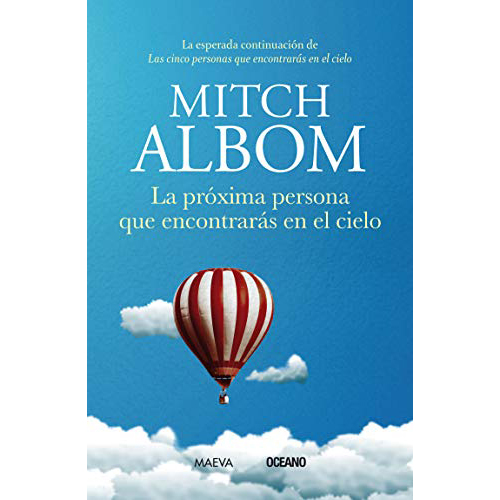 La esperada continuación de
Las cinco personas que encontrarás en el cielo
MITCH
ALBOM
La próxima persona
que encontrarás en el cielo
MAEVA
OCEANO